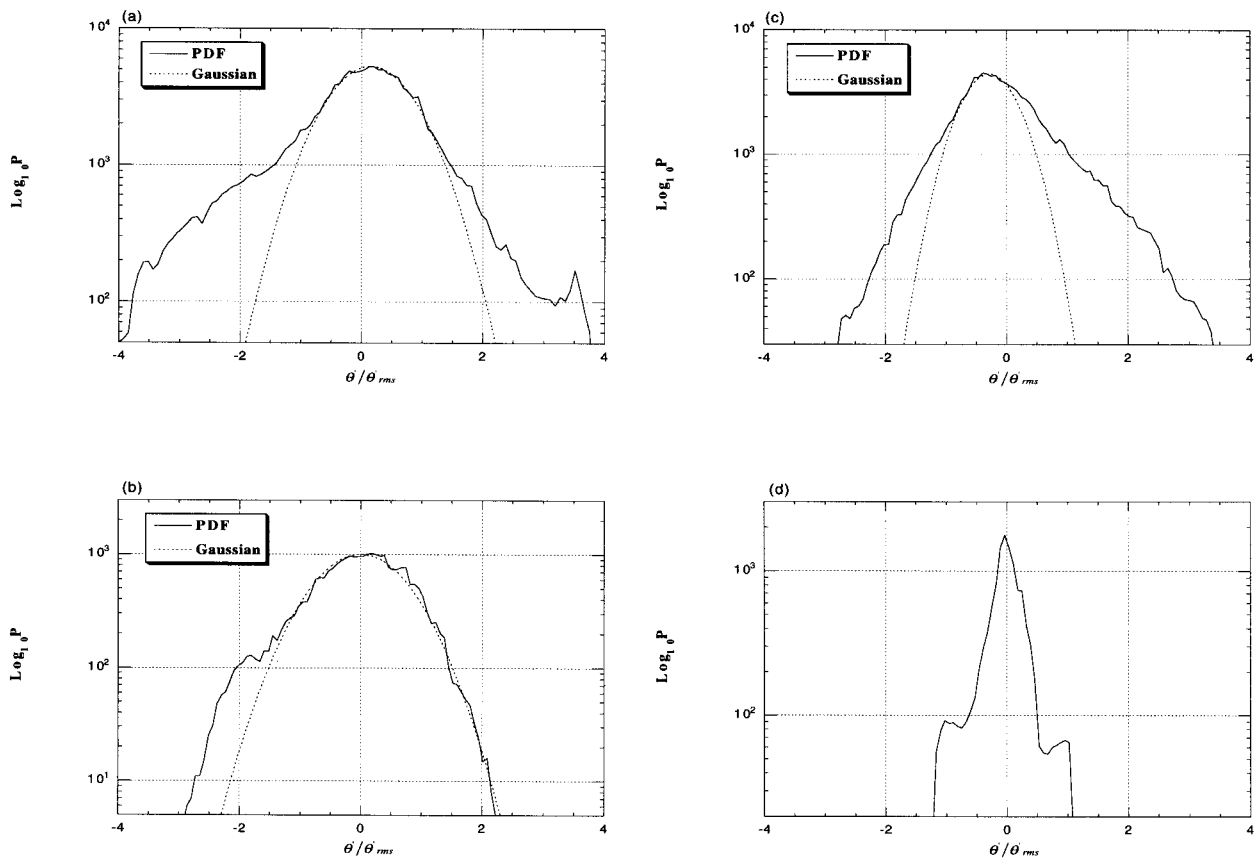 (a)
10⁴
PDF
Gaussian
10³
10²
Log₁₀P
-4 -2 0 2 4
θ'/θ'rms
(c)
10⁴
PDF
Gaussian
10³
10²
Log₁₀P
-4 -2 0 2 4
θ'/θ'rms
(b)
PDF
Gaussian
10³
10²
10¹
Log₁₀P
-4 -2 0 2 4
θ'/θ'rms
(d)
10³
10²
Log₁₀P
-4 -2 0 2 4
θ'/θ'rms